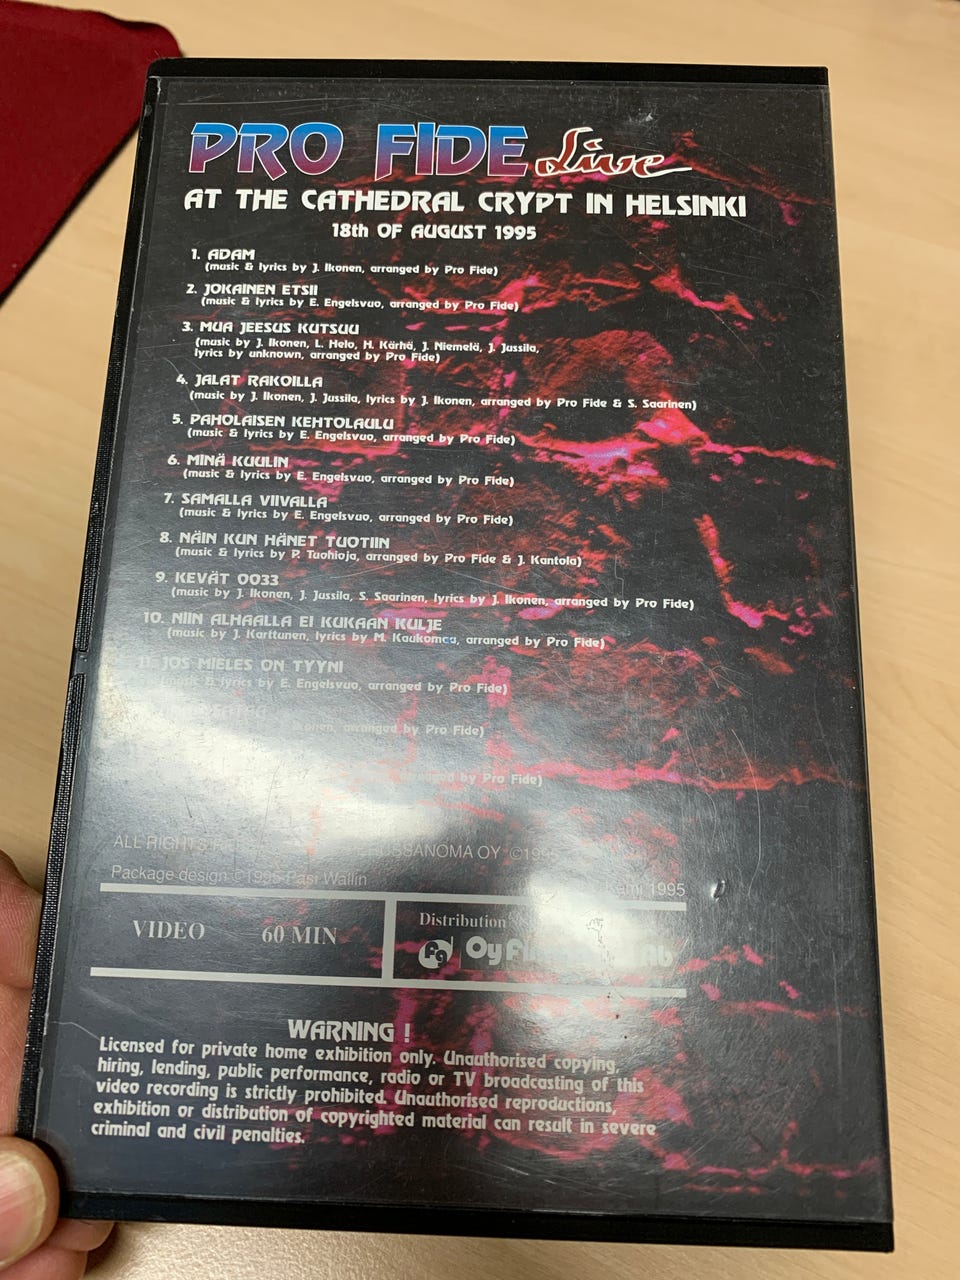 PRO FIDE Live
AT THE CATHEDRAL CRYPT IN HELSINKI
18th OF AUGUST 1995
1. ADAM
(music & lyrics by J. Ikonen, arranged by Pro Fide)
2. JOKAINEN ETSII
(music & lyrics by E. Engelsvuo, arranged by Pro Fide)
3. MUA JEESUS KUTSUU
(music by J. Ikonen, L. Helo, H. Kärhä, J. Niemelä, J. Jussila,
lyrics by unknown, arranged by Pro Fide)
4. JALAT RAKOILLA
(music by J. Ikonen, J. Jussila, lyrics by J. Ikonen, arranged by Pro Fide & S. Saarinen)
5. PAHOLAISEN KEHTOLAULU
(music & lyrics by E. Engelsvuo, arranged by Pro Fide)
6. MINÄ KUULIN
(music & lyrics by E. Engelsvuo, arranged by Pro Fide)
7. SAMALLA VIIVALLA
(music & lyrics by E. Engelsvuo, arranged by Pro Fide)
8. NÄIN KUN HÄNET TUOTIIN
(music & lyrics by P. Tuohioja, arranged by Pro Fide & J. Kantola)
9. KEVÄT 0033
(music by J. Ikonen, J. Jussila, S. Saarinen, lyrics by J. Ikonen, arranged by Pro Fide)
10. NIIN ALHAALLA EI KUKAAN KULJE
(music by J. Karttunen, lyrics by M. Kaukomaa, arranged by Pro Fide)
11. JOS MIELES ON TYYNI
(music & lyrics by E. Engelsvuo, arranged by Pro Fide)
arranged by Pro Fide)
arranged by Pro Fide)
ALL RIGHTS OY ©1995
Package design ©1995 Pasi Wallin Kemi 1995
VIDEO 60 MIN
Distribution
Fg Oy Ab
WARNING !
Licensed for private home exhibition only. Unauthorised copying,
hiring, lending, public performance, radio or TV broadcasting of this
video recording is strictly prohibited. Unauthorised reproductions,
exhibition or distribution of copyrighted material can result in severe
criminal and civil penalties.